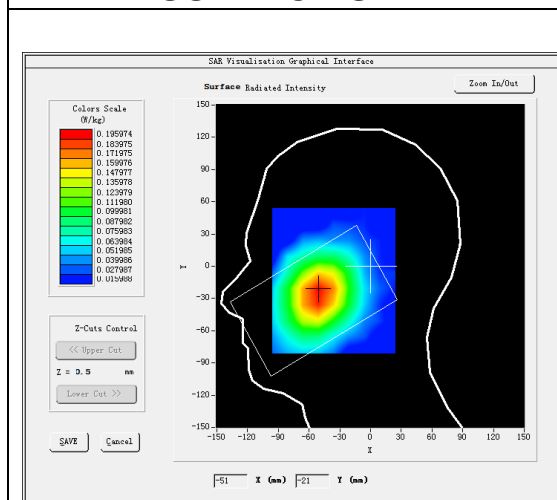 SAR Visualisation Graphical Interface
Surface Radiated Intensity
Zoom In/Out
Colors Scale
(W/kg)
0.195974
0.183975
0.171975
0.159976
0.147977
0.135978
0.123979
0.111980
0.099981
0.087982
0.075983
0.063984
0.051985
0.039986
0.027987
0.015988
Z-Cuts Control
<< Upper Cut
Z = 3.5 mm
Lower Cut >>
SAVE Cancel
150
120
90
60
30
0
-30
-60
-90
-120
-150
Y
-150 -120 -90 -60 -30 0 30 60 90 120 150
X
-51 X (mm) -21 Y (mm)